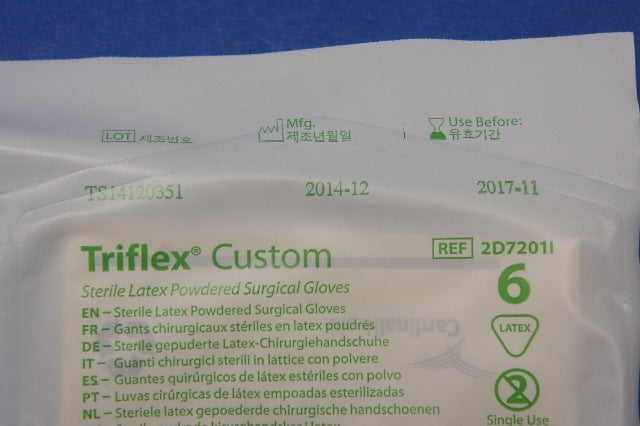 LOT 제조번호
Mfg.
제조년월일
Use Before:
유효기간
TS14120351 2014-12 2017-11
Triflex® Custom
REF 2D7201I
Sterile Latex Powdered Surgical Gloves
6
EN – Sterile Latex Powdered Surgical Gloves
FR – Gants chirurgicaux stériles en latex poudrés
LATEX
DE – Sterile gepuderte Latex-Chirurgiehandschuhe
IT – Guanti chirurgici sterili in lattice con polvere
ES – Guantes quirúrgicos de látex estériles con polvo
PT – Luvas cirúrgicas de látex empoadas esterilizadas
2
NL – Steriele latex gepoederde chirurgische handschoenen
Single Use